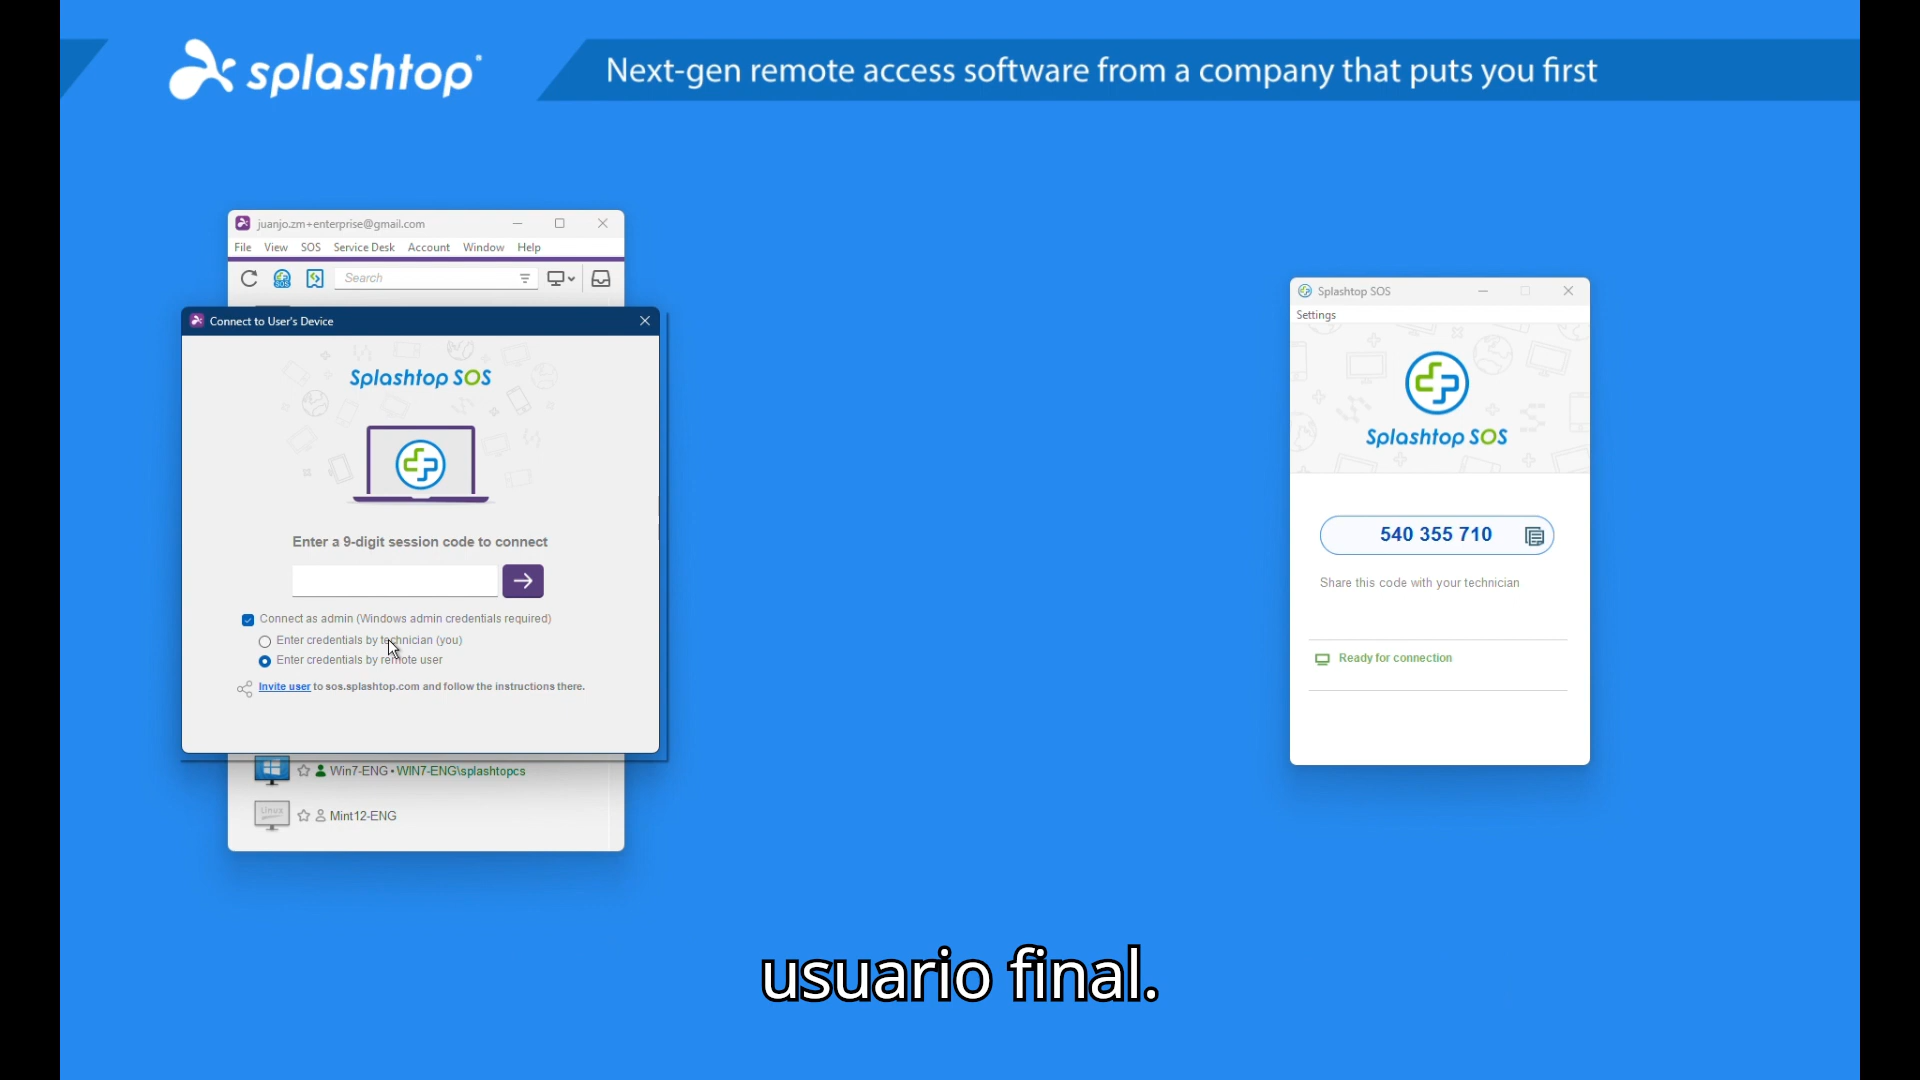 splashtop
Next-gen remote access software from a company that puts you first
juanjo.zm+enterprise@gmail.com
File View SOS Service Desk Account Window Help
SOS
Search
Connect to User's Device
Splashtop SOS
Enter a 9-digit session code to connect
Connect as admin (Windows admin credentials required)
Enter credentials by technician (you)
Enter credentials by remote user
Invite user to sos.splashtop.com and follow the instructions there.
Win7-ENG • WIN7-ENG\splashtopcs
Linux
Mint12-ENG
Splashtop SOS
Settings
Splashtop SOS
540 355 710
Share this code with your technician
Ready for connection
usuario final.